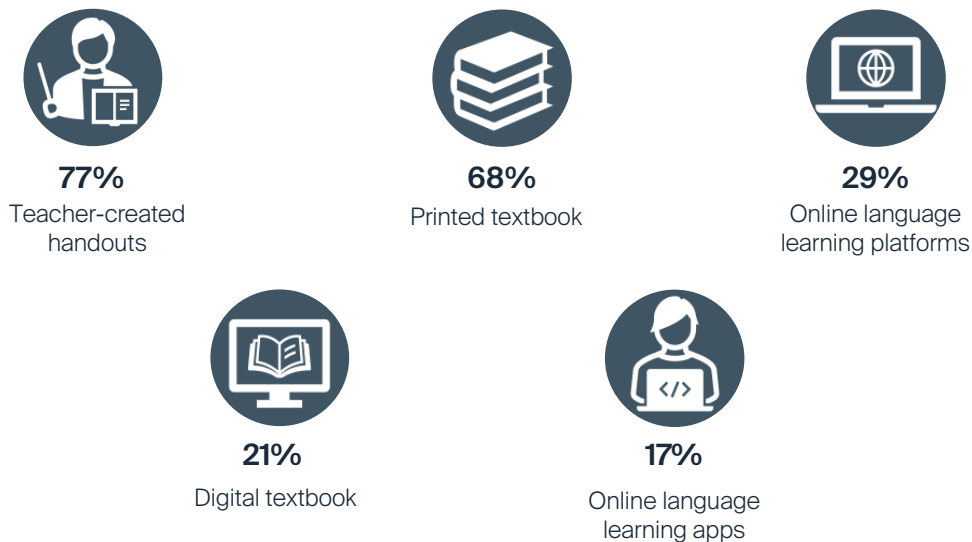 77%
Teacher-created
handouts
68%
Printed textbook
29%
Online language
learning platforms
21%
Digital textbook
</>
17%
Online language
learning apps